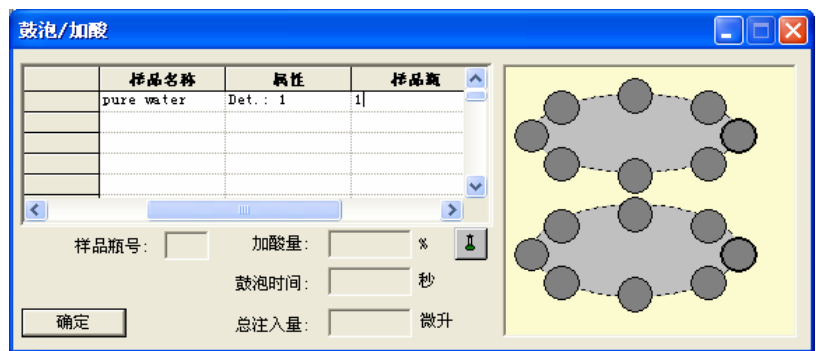 鼓泡/加酸
样品名称 属性 样品瓶
pure water Det.: 1 1
样品瓶号: 加酸量: %
鼓泡时间: 秒
确定 总注入量: 微升